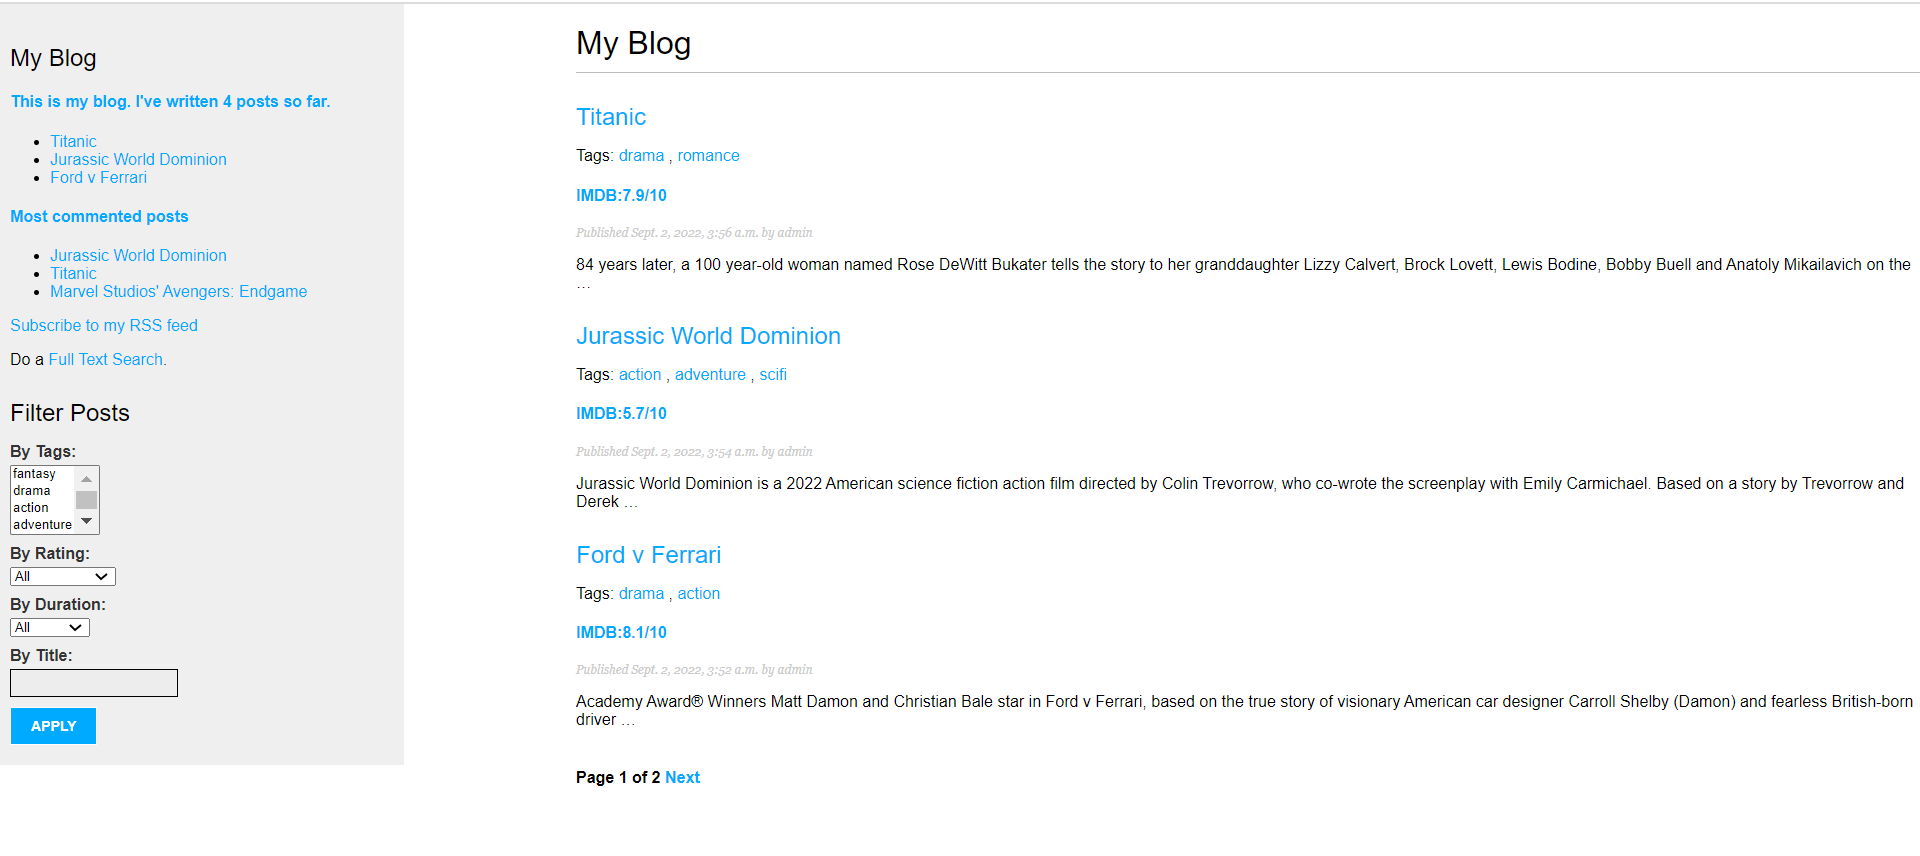 My Blog
This is my blog. I've written 4 posts so far.
Titanic
Jurassic World Dominion
Ford v Ferrari
Most commented posts
Jurassic World Dominion
Titanic
Marvel Studios' Avengers: Endgame
Subscribe to my RSS feed
Do a Full Text Search.
Filter Posts
By Tags:
fantasy
drama
action
adventure
By Rating:
All
By Duration:
All
By Title:
APPLY
My Blog
Titanic
Tags: drama , romance
IMDB:7.9/10
Published Sept. 2, 2022, 3:56 a.m. by admin
84 years later, a 100 year-old woman named Rose DeWitt Bukater tells the story to her granddaughter Lizzy Calvert, Brock Lovett, Lewis Bodine, Bobby Buell and Anatoly Mikailavich on the
…
Jurassic World Dominion
Tags: action , adventure , scifi
IMDB:5.7/10
Published Sept. 2, 2022, 3:54 a.m. by admin
Jurassic World Dominion is a 2022 American science fiction action film directed by Colin Trevorrow, who co-wrote the screenplay with Emily Carmichael. Based on a story by Trevorrow and
Derek …
Ford v Ferrari
Tags: drama , action
IMDB:8.1/10
Published Sept. 2, 2022, 3:52 a.m. by admin
Academy Award® Winners Matt Damon and Christian Bale star in Ford v Ferrari, based on the true story of visionary American car designer Carroll Shelby (Damon) and fearless British-born
driver …
Page 1 of 2 Next